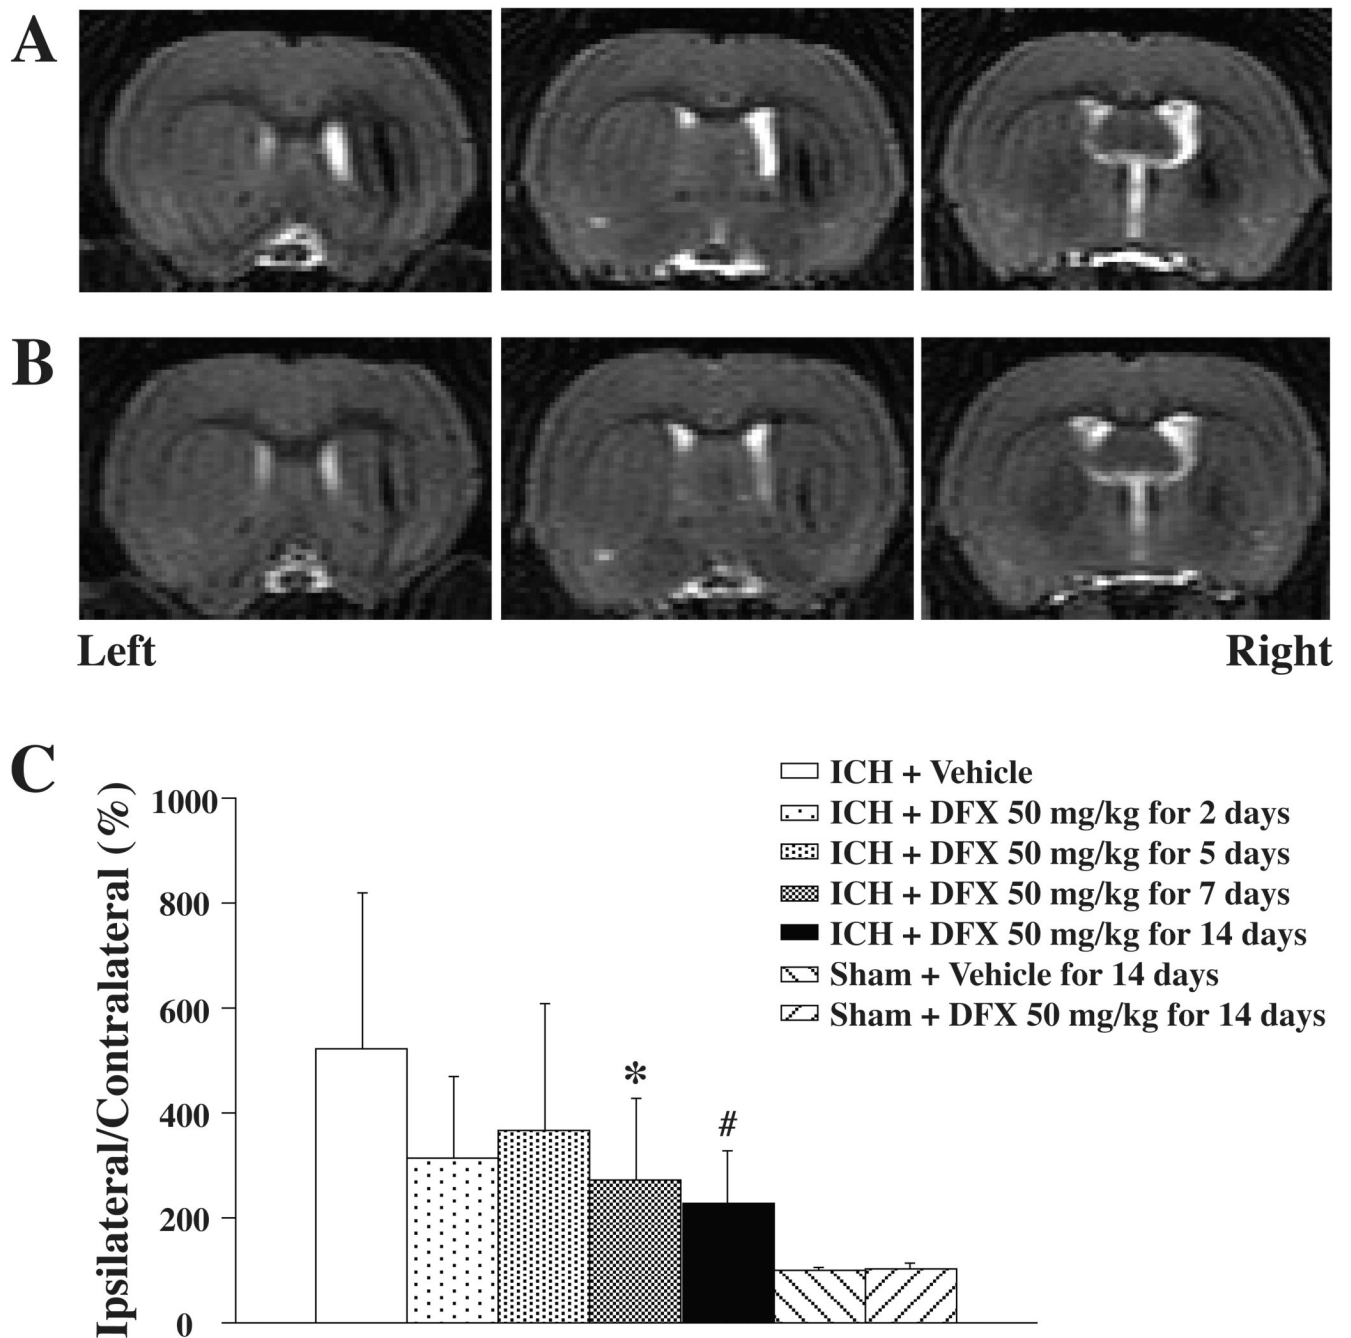 A
B
Left
Right
C
Ipsilateral/Contralateral (%)
1000
800
600
400
200
0
*
#
ICH + Vehicle
ICH + DFX 50 mg/kg for 2 days
ICH + DFX 50 mg/kg for 5 days
ICH + DFX 50 mg/kg for 7 days
ICH + DFX 50 mg/kg for 14 days
Sham + Vehicle for 14 days
Sham + DFX 50 mg/kg for 14 days